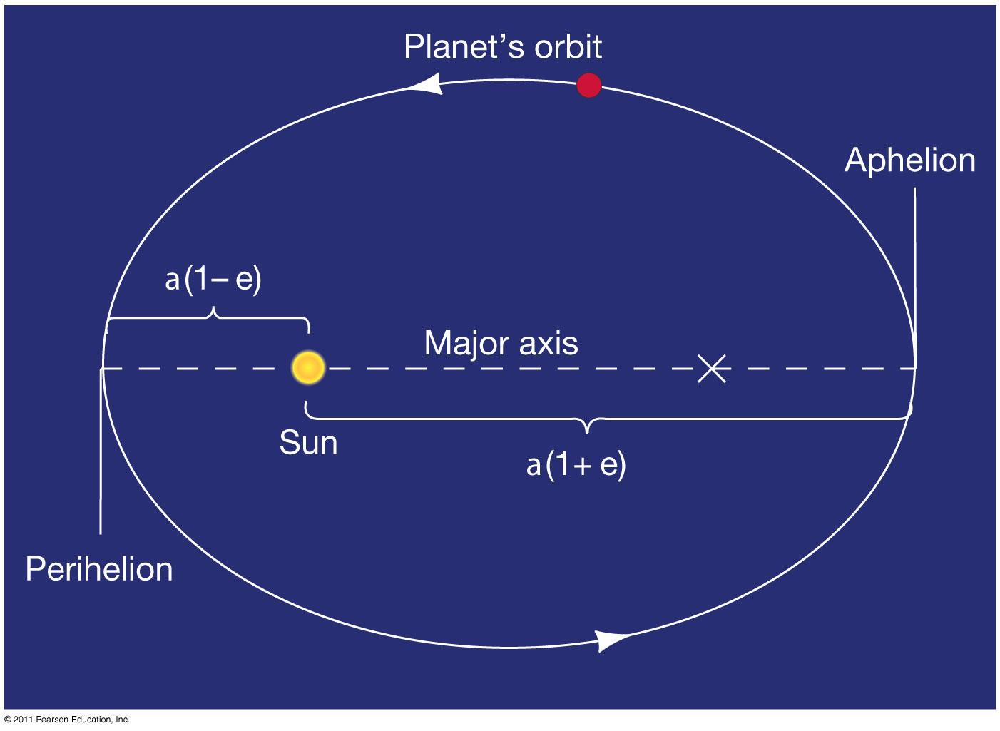 Planet’s orbit
Aphelion
a(1– e)
Major axis
Sun
a(1+ e)
Perihelion
© 2011 Pearson Education, Inc.